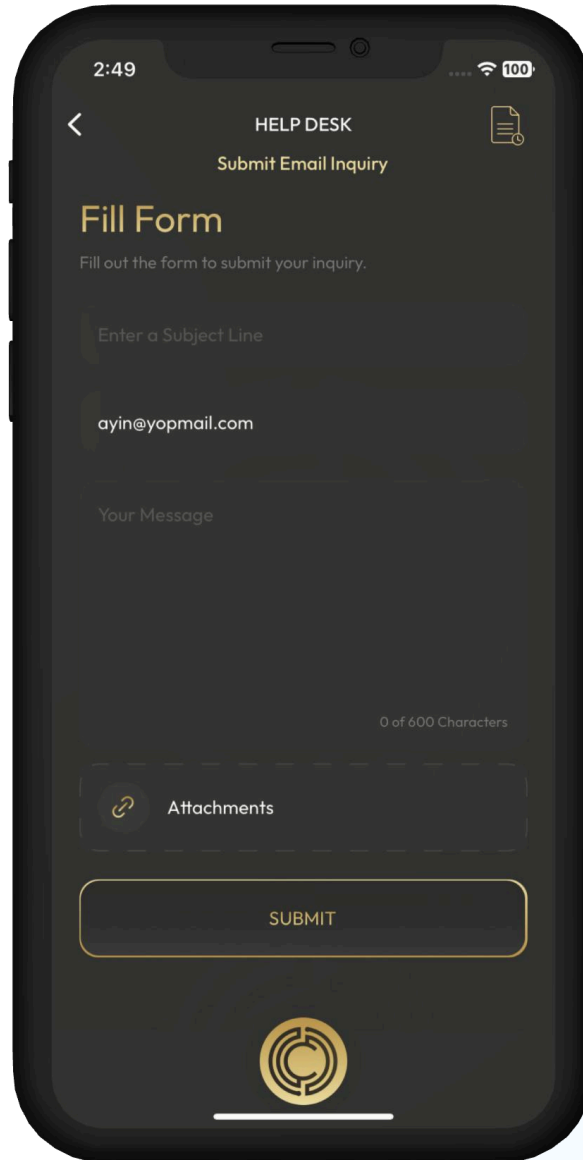 2:49
100
HELP DESK
Submit Email Inquiry
Fill Form
Fill out the form to submit your inquiry.
Enter a Subject Line
ayin@yopmail.com
Your Message
0 of 600 Characters
Attachments
SUBMIT